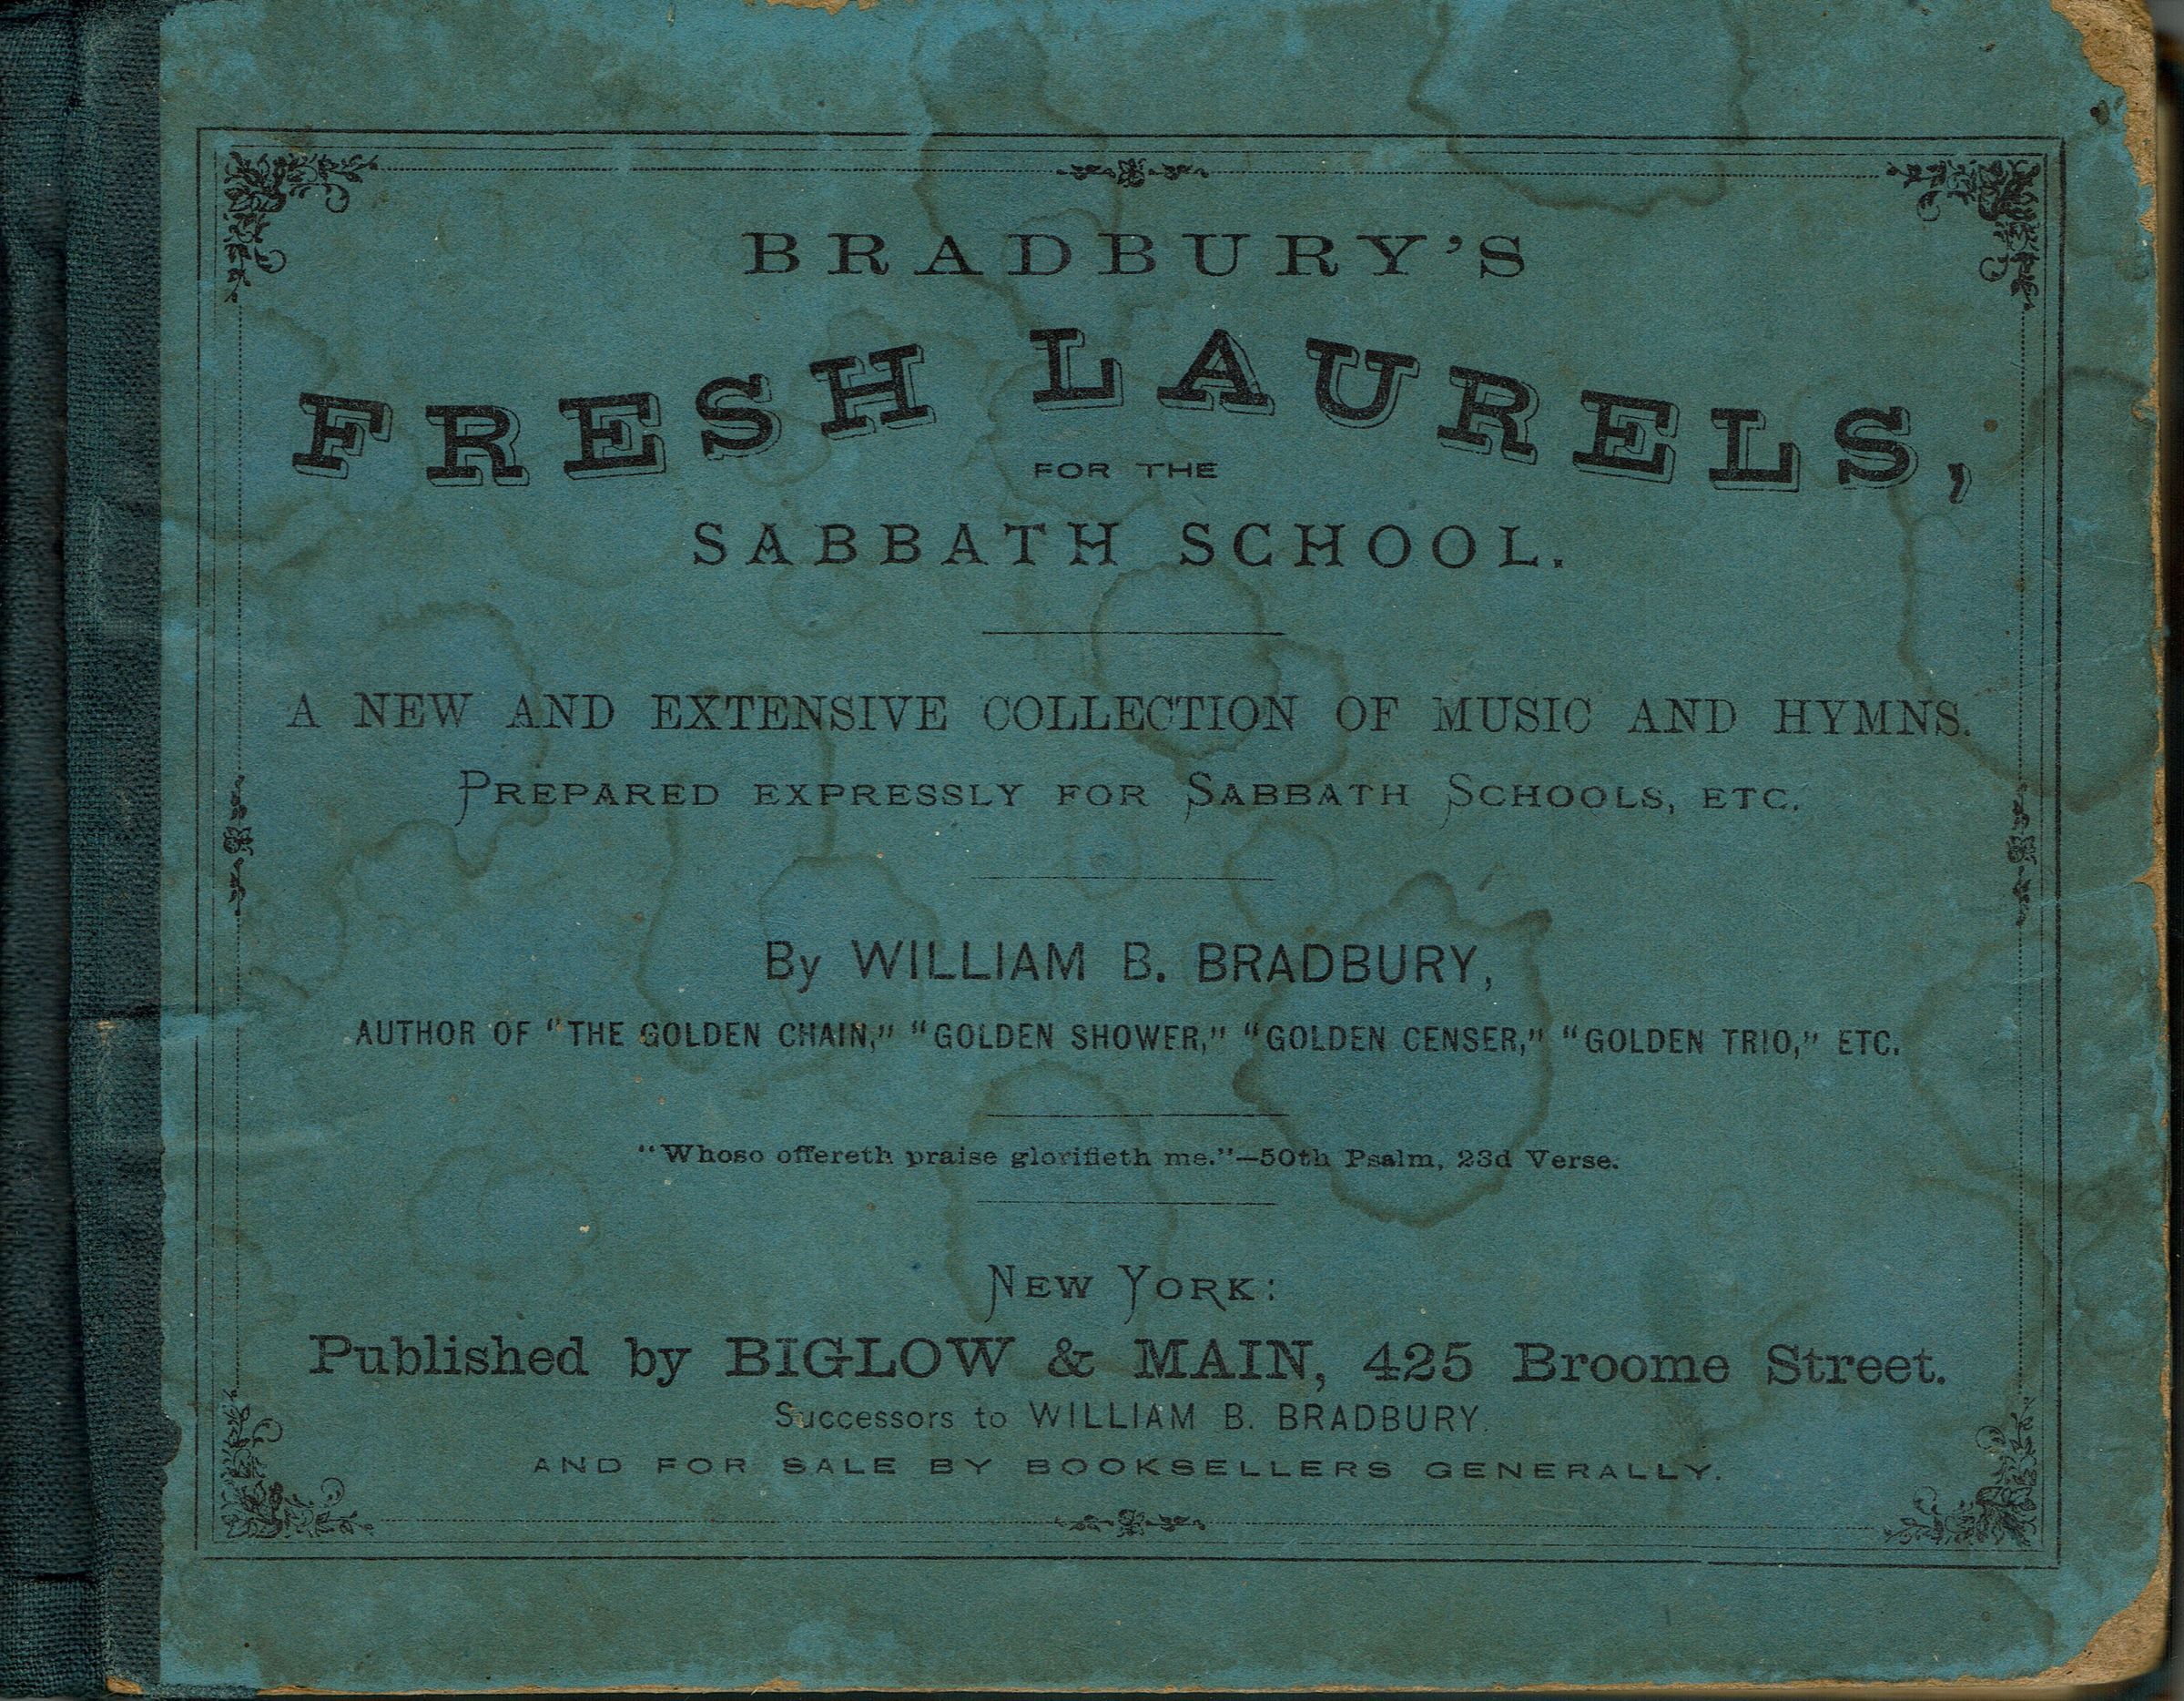 BRADBURY'S
FRESH LAURELS,
FOR THE
SABBATH SCHOOL.
A NEW AND EXTENSIVE COLLECTION OF MUSIC AND HYMNS.
PREPARED EXPRESSLY FOR SABBATH SCHOOLS, ETC.
By WILLIAM B. BRADBURY,
AUTHOR OF "THE GOLDEN CHAIN," "GOLDEN SHOWER," "GOLDEN CENSER," "GOLDEN TRIO," ETC.
"Whoso offereth praise glorifieth me."—50th Psalm, 23d Verse.
NEW YORK:
Published by BIGLOW & MAIN, 425 Broome Street.
Successors to WILLIAM B. BRADBURY.
AND FOR SALE BY BOOKSELLERS GENERALLY.